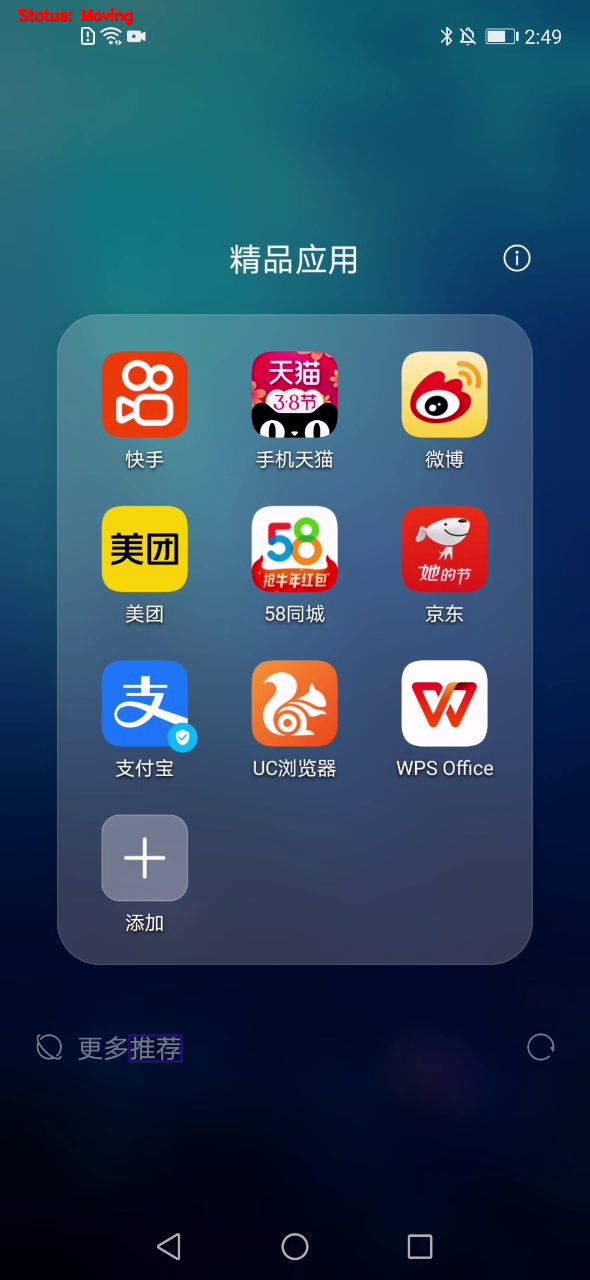 Status: Moving
2:49
精品应用
天猫
3·8节
快手
手机天猫
微博
美团
58
抢牛年红包
她的节
美团
58同城
京东
支
支付宝
UC浏览器
WPS Office
添加
更多推荐